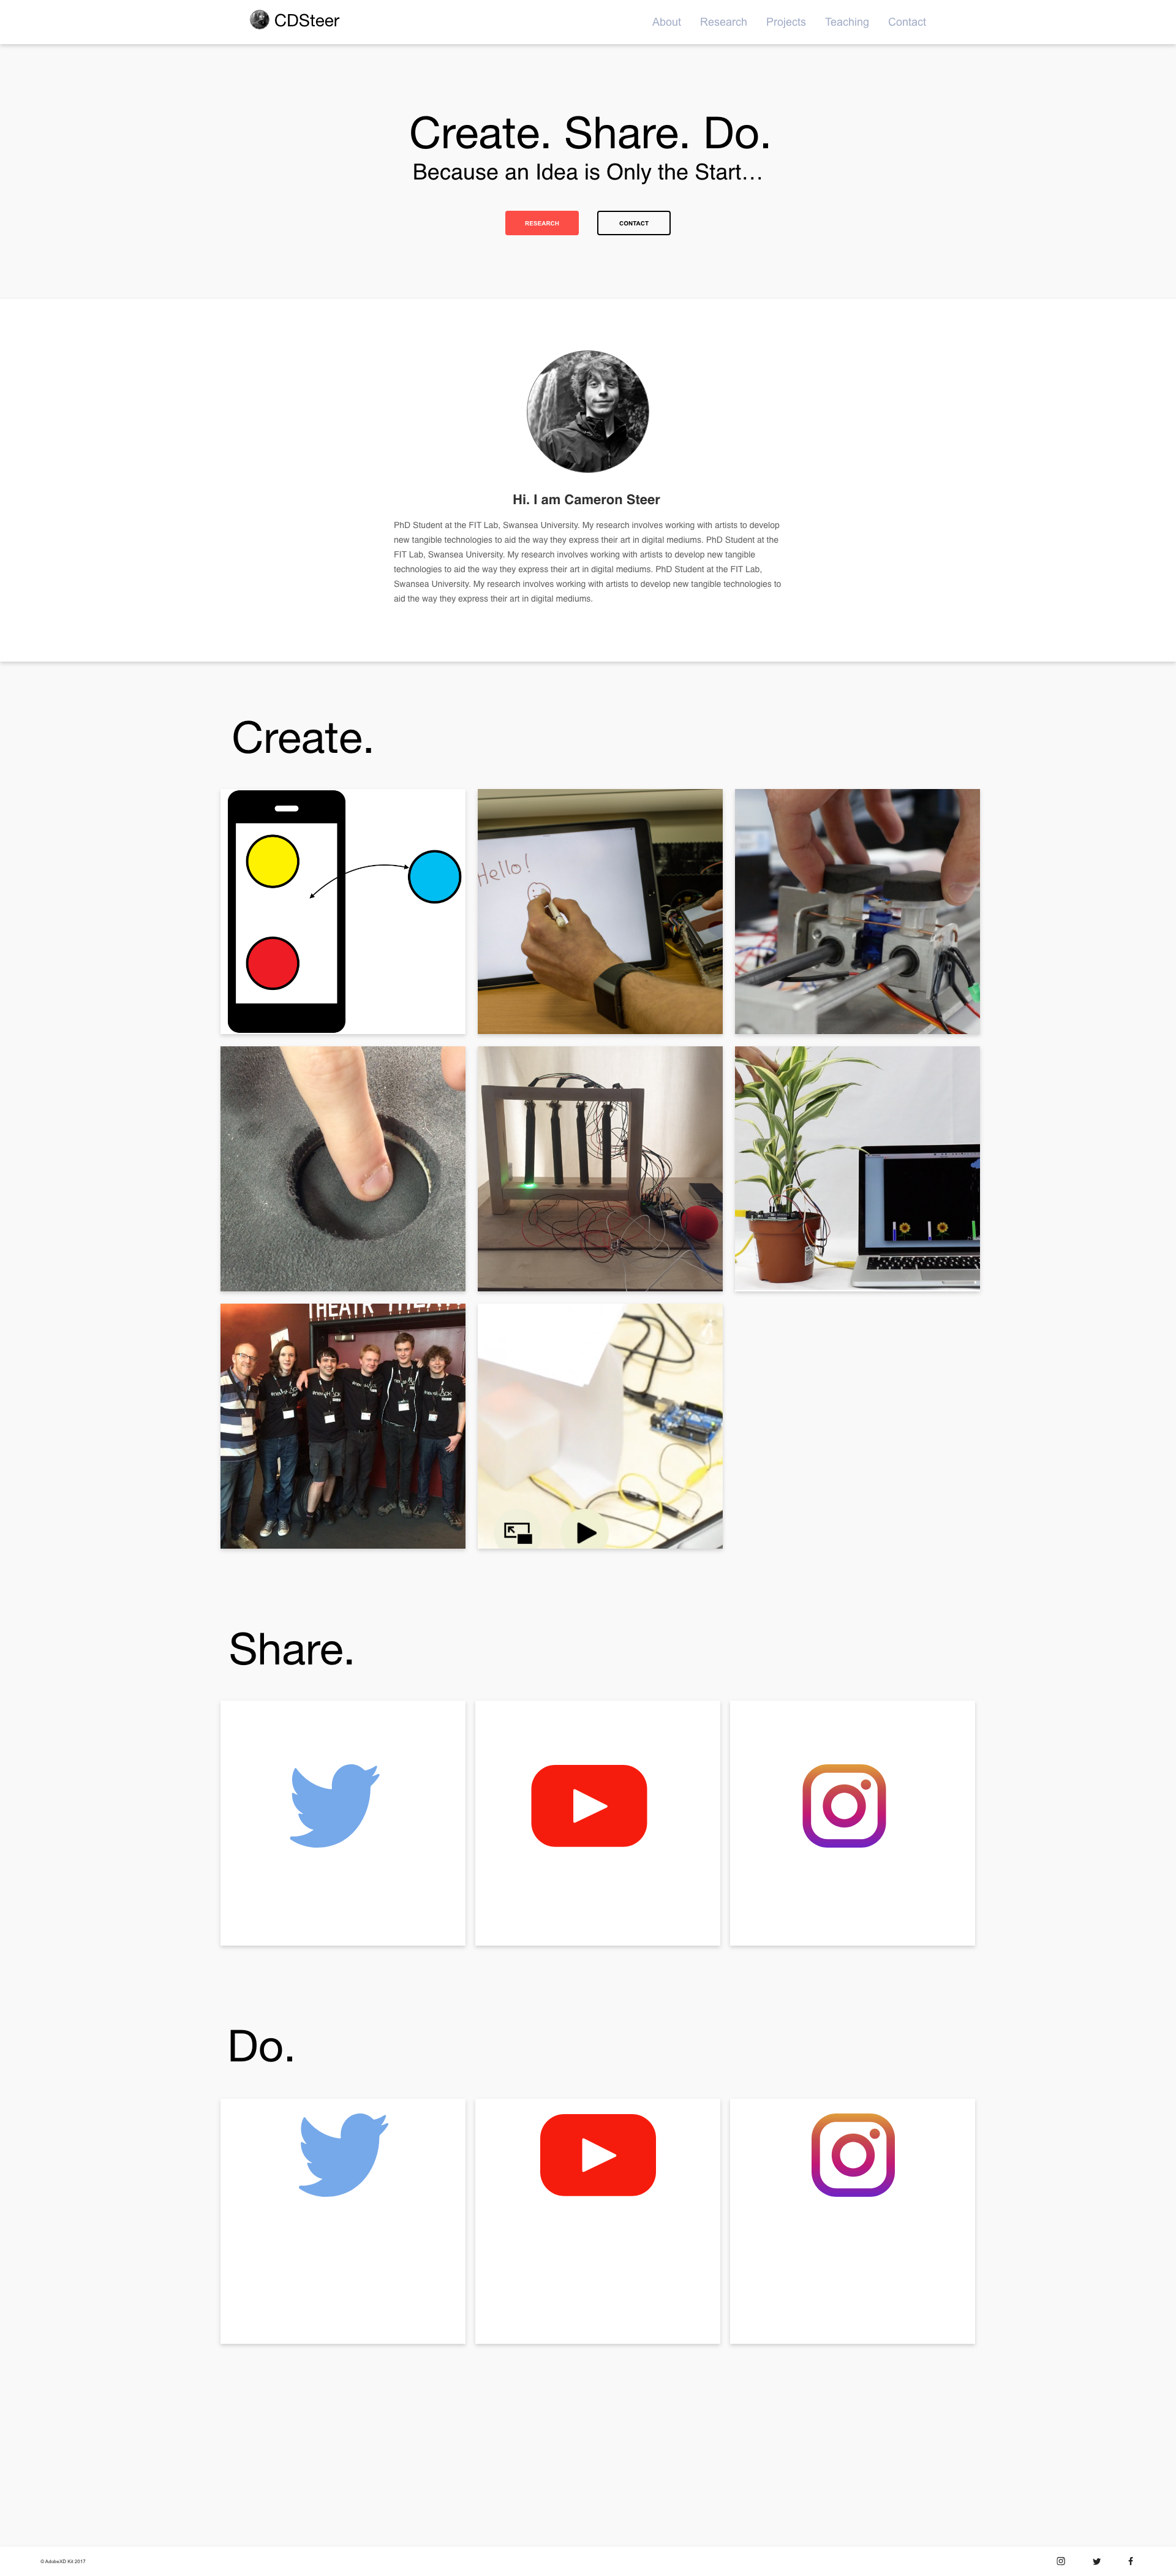 CDSteer
About Research Projects Teaching Contact
Create. Share. Do.
Because an Idea is Only the Start...
RESEARCH
CONTACT
Hi. I am Cameron Steer
PhD Student at the FIT Lab, Swansea University. My research involves working with artists to develop
new tangible technologies to aid the way they express their art in digital mediums. PhD Student at the
FIT Lab, Swansea University. My research involves working with artists to develop new tangible
technologies to aid the way they express their art in digital mediums. PhD Student at the FIT Lab,
Swansea University. My research involves working with artists to develop new tangible technologies to
aid the way they express their art in digital mediums.
Create.
Hello!
THEATR
Share.
Do.
© AdobeXD Kit 2017